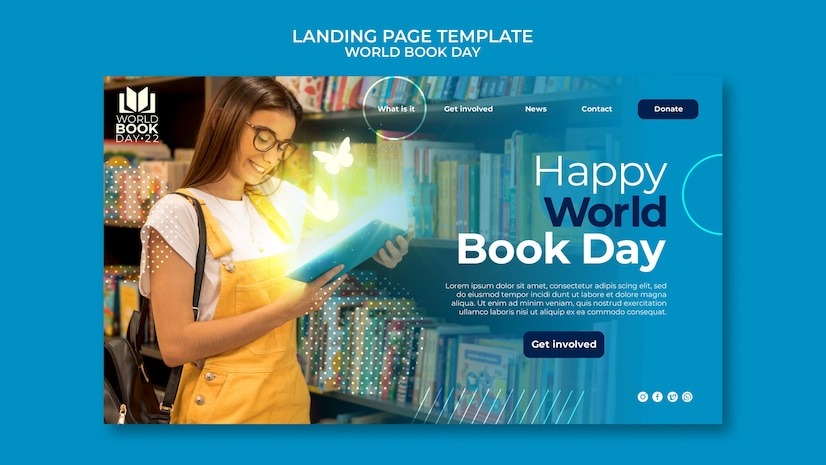 LANDING PAGE TEMPLATE
WORLD BOOK DAY
WORLD
BOOK
DAY•22
What is it
Get involved
News
Contact
Donate
Happy
World
Book Day
Lorem ipsum dolor sit amet, consectetur adipis scing elit, sed
do eiusmod tempor incididunt ut labore et dolore magna
aliqua. Ut enim ad minim veniam, quis nostrud exercitation
ullamco laboris nisi ut aliquip ex ea commodo consequat.
Get involved